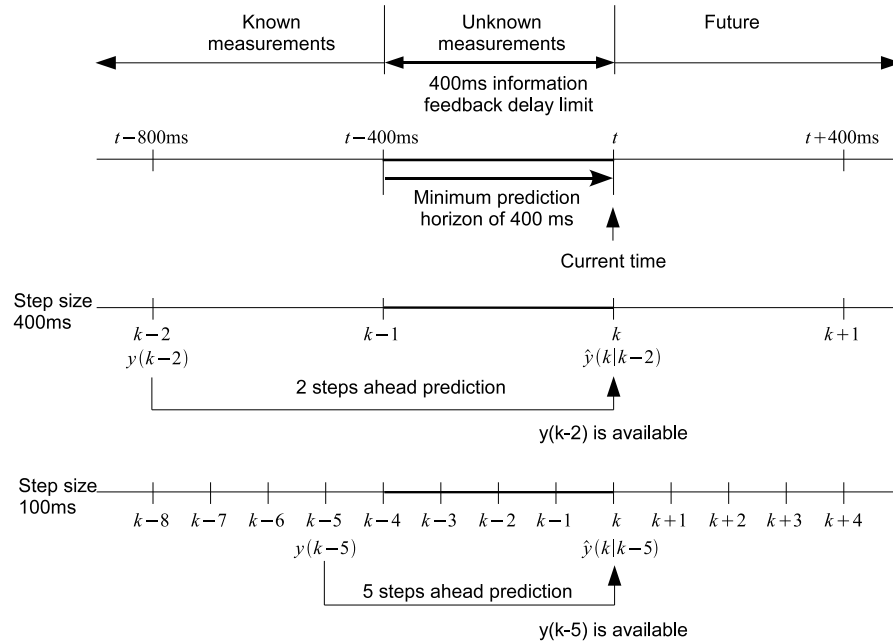 Known
measurements
Unknown
measurements
Future
400ms information
feedback delay limit
t−800ms
t−400ms
t
t+400ms
Minimum prediction
horizon of 400 ms
Current time
Step size
400ms
k−2
k−1
k
k+1
y(k−2)
ŷ(k|k−2)
2 steps ahead prediction
y(k-2) is available
Step size
100ms
k−8
k−7
k−6
k−5
k−4
k−3
k−2
k−1
k
k+1
k+2
k+3
k+4
y(k−5)
ŷ(k|k−5)
5 steps ahead prediction
y(k-5) is available